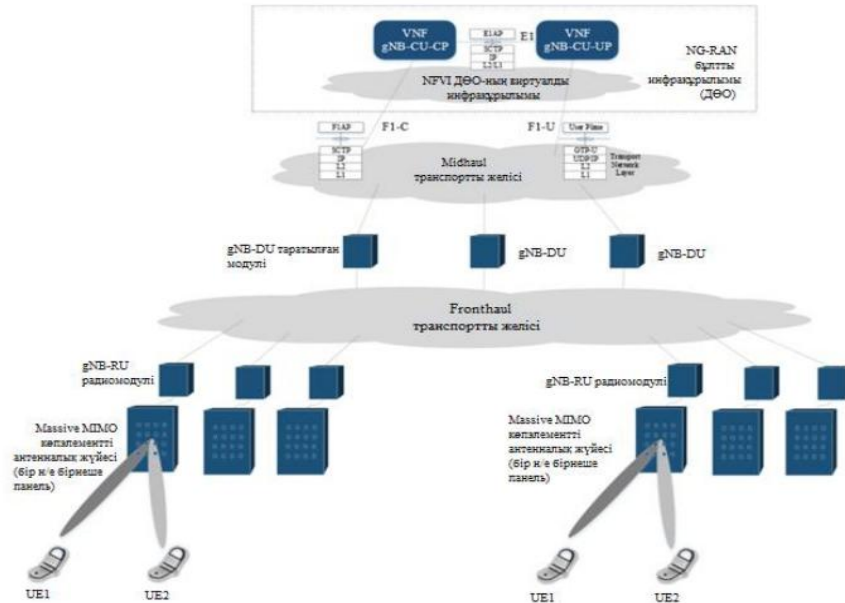 VNF
gNB-CU-CP
E1AP
E1
SCTP
IP
L2/L1
VNF
gNB-CU-UP
NG-RAN
бұлтты
инфрақұрылымы
(ДӨО)
NFVI ДӨО-ның виртуалды
инфрақұрылымы
F1AP
F1-C
SCTP
IP
L2
L1
F1-U
User Plane
GTP-U
UDP/IP
L2
L1
Transport
Network
Layer
Midhaul
транспортты желісі
gNB-DU таратылған
модулі
gNB-DU
gNB-DU
Fronthaul
транспортты желісі
gNB-RU
радиомодулі
gNB-RU радиомодулі
Massive MIMO
көпэлементті
антенналық жүйесі
(бір н/е бірнеше
панель)
Massive MIMO
көпэлементті
антенналық жүйесі
(бір н/е бірнеше
панель)
UE1
UE2
UE1
UE2